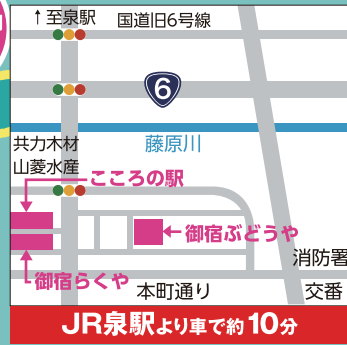 ↑至泉駅 国道旧6号線
6
共力木材 藤原川
山菱水産
こころの駅
御宿ぶどうや
消防署
御宿らくや
本町通り 交番
JR泉駅より車で約10分